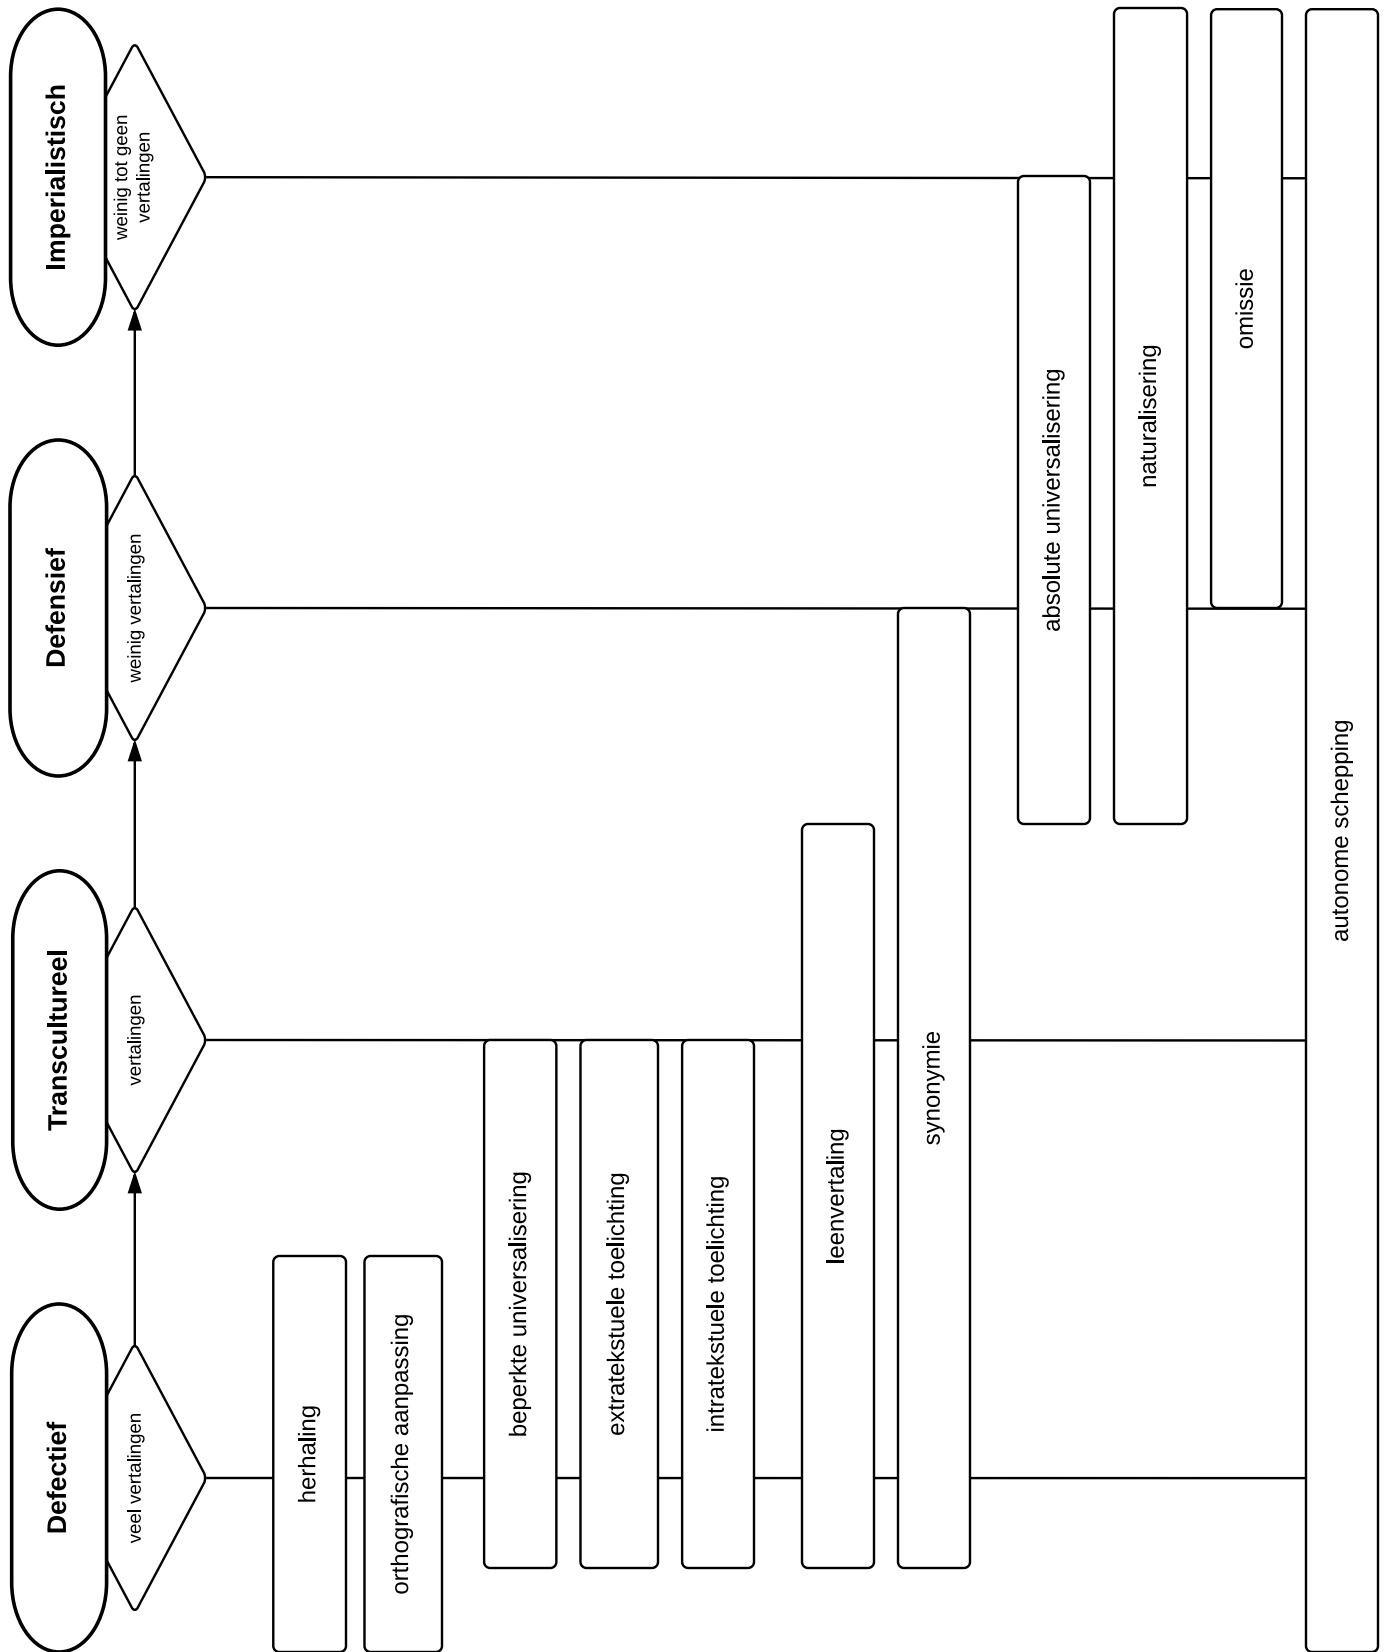 Defectief
Transcultureel
Defensief
Imperialistisch
veel vertalingen
vertalingen
weinig vertalingen
weinig tot geen
vertalingen
herhaling
orthografische aanpassing
beperkte universalisering
extratekstuele toelichting
intratekstuele toelichting
leenvertaling
synonymie
absolute universalisering
naturalisering
omissie
autonome schepping